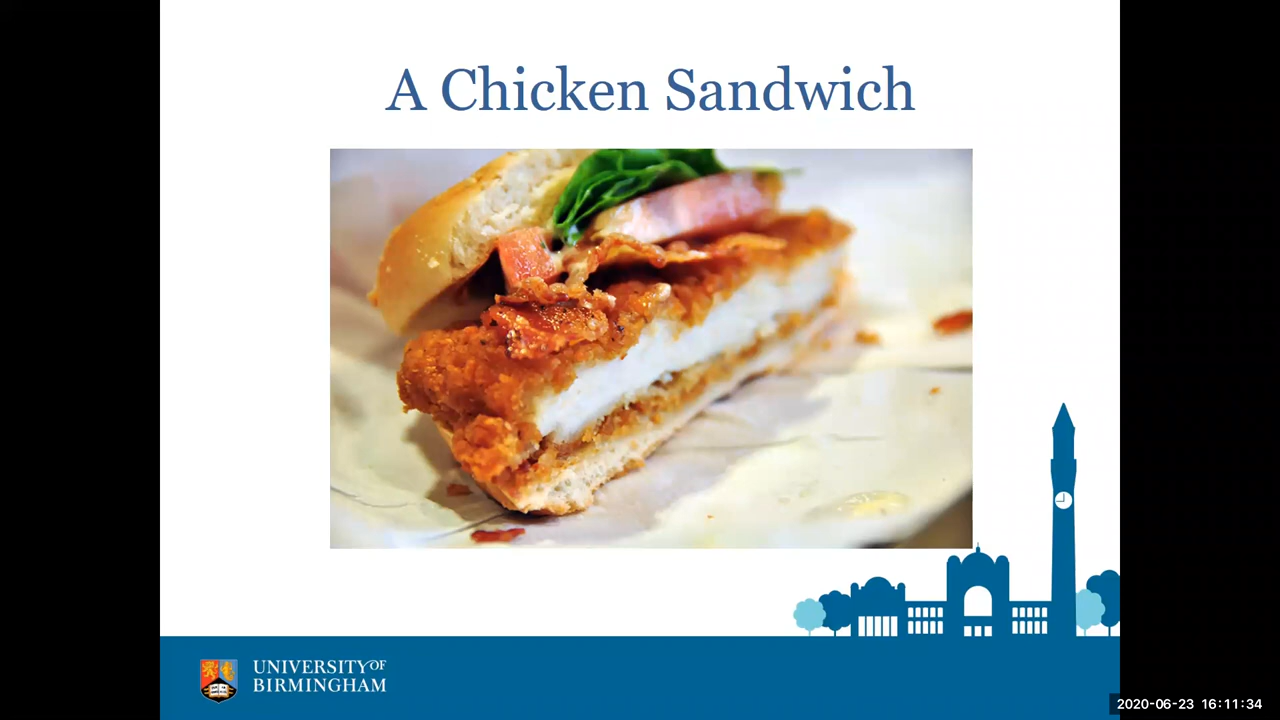 A Chicken Sandwich
UNIVERSITY OF
BIRMINGHAM
2020-06-23 16:11:34